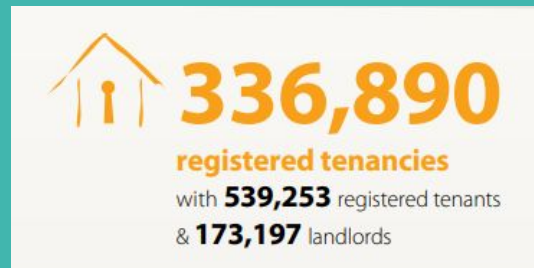 336,890
registered tenancies
with 539,253 registered tenants
& 173,197 landlords